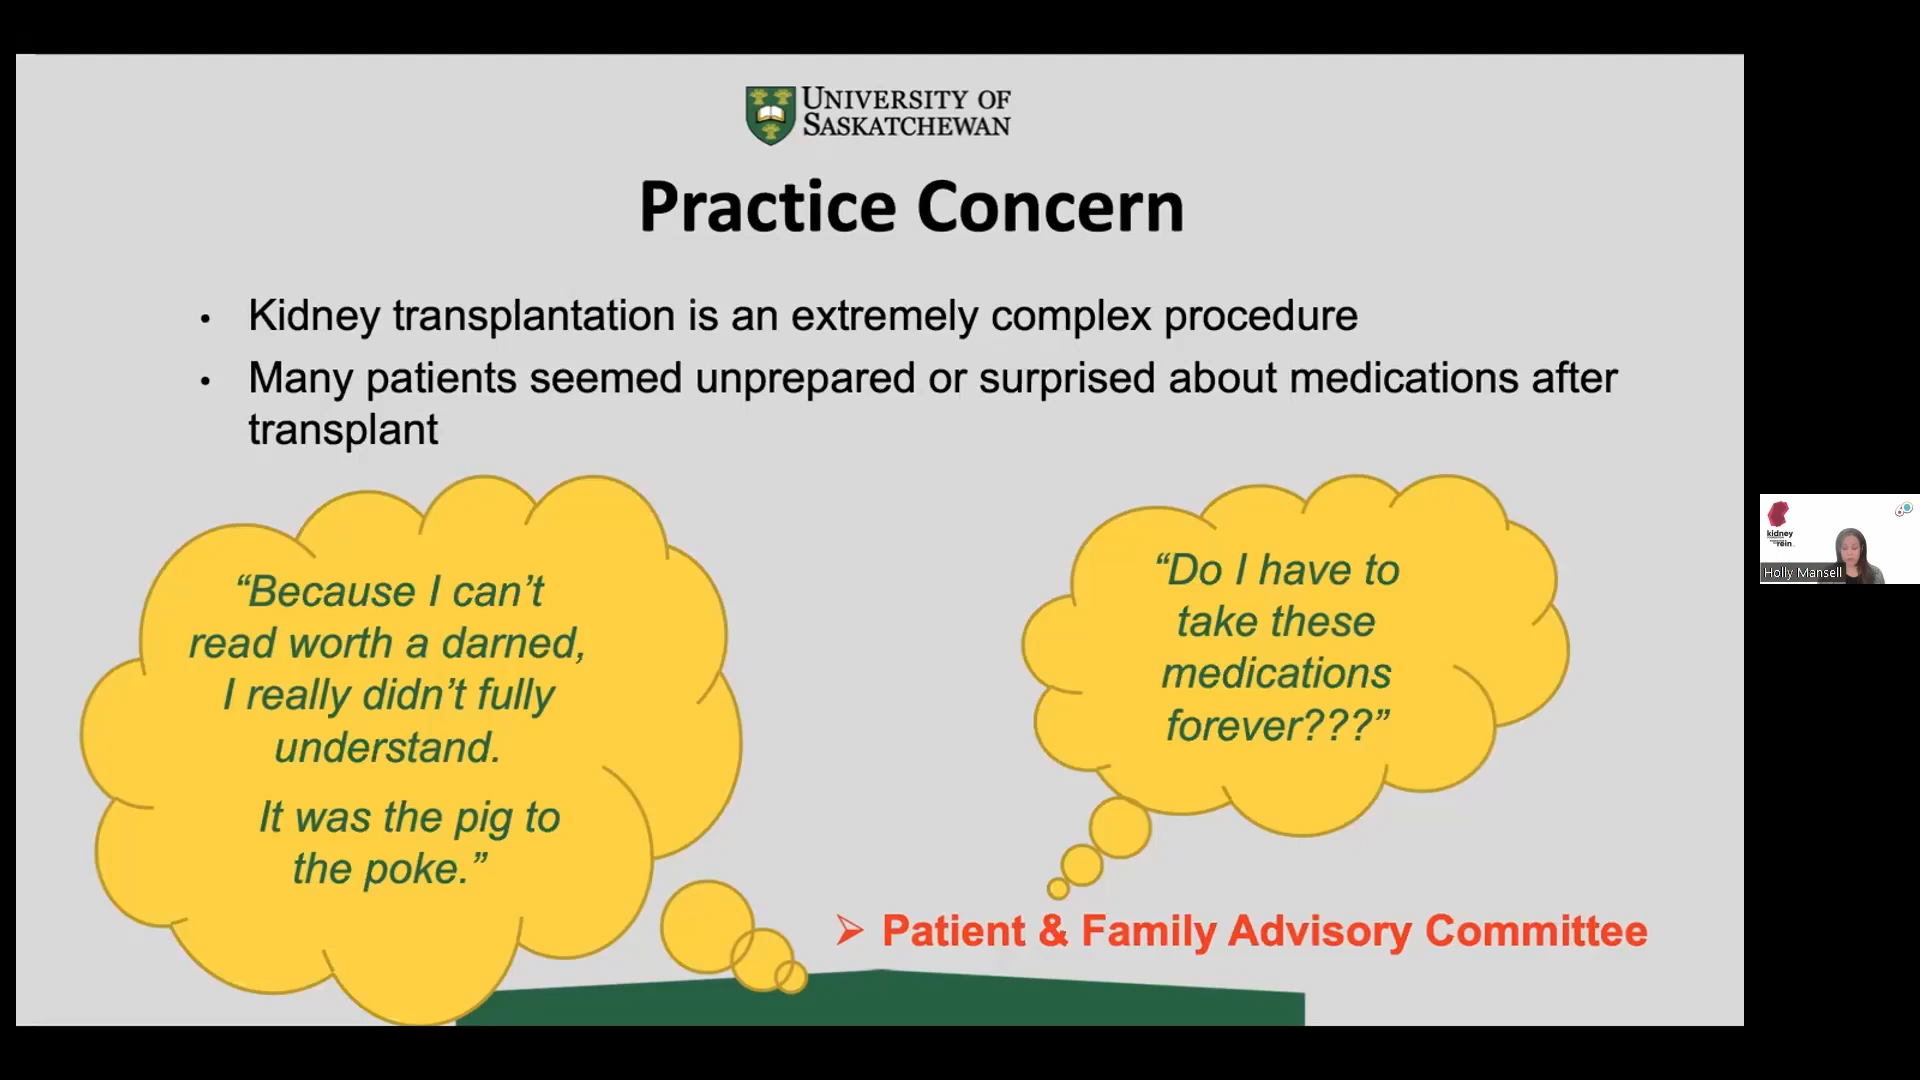 UNIVERSITY OF
SASKATCHEWAN
Practice Concern
• Kidney transplantation is an extremely complex procedure
• Many patients seemed unprepared or surprised about medications after
transplant
“Because I can’t
read worth a darned,
I really didn’t fully
understand.
It was the pig to
the poke.”
“Do I have to
take these
medications
forever???”
➢ Patient & Family Advisory Committee
kidney
rein
Holly Mansell